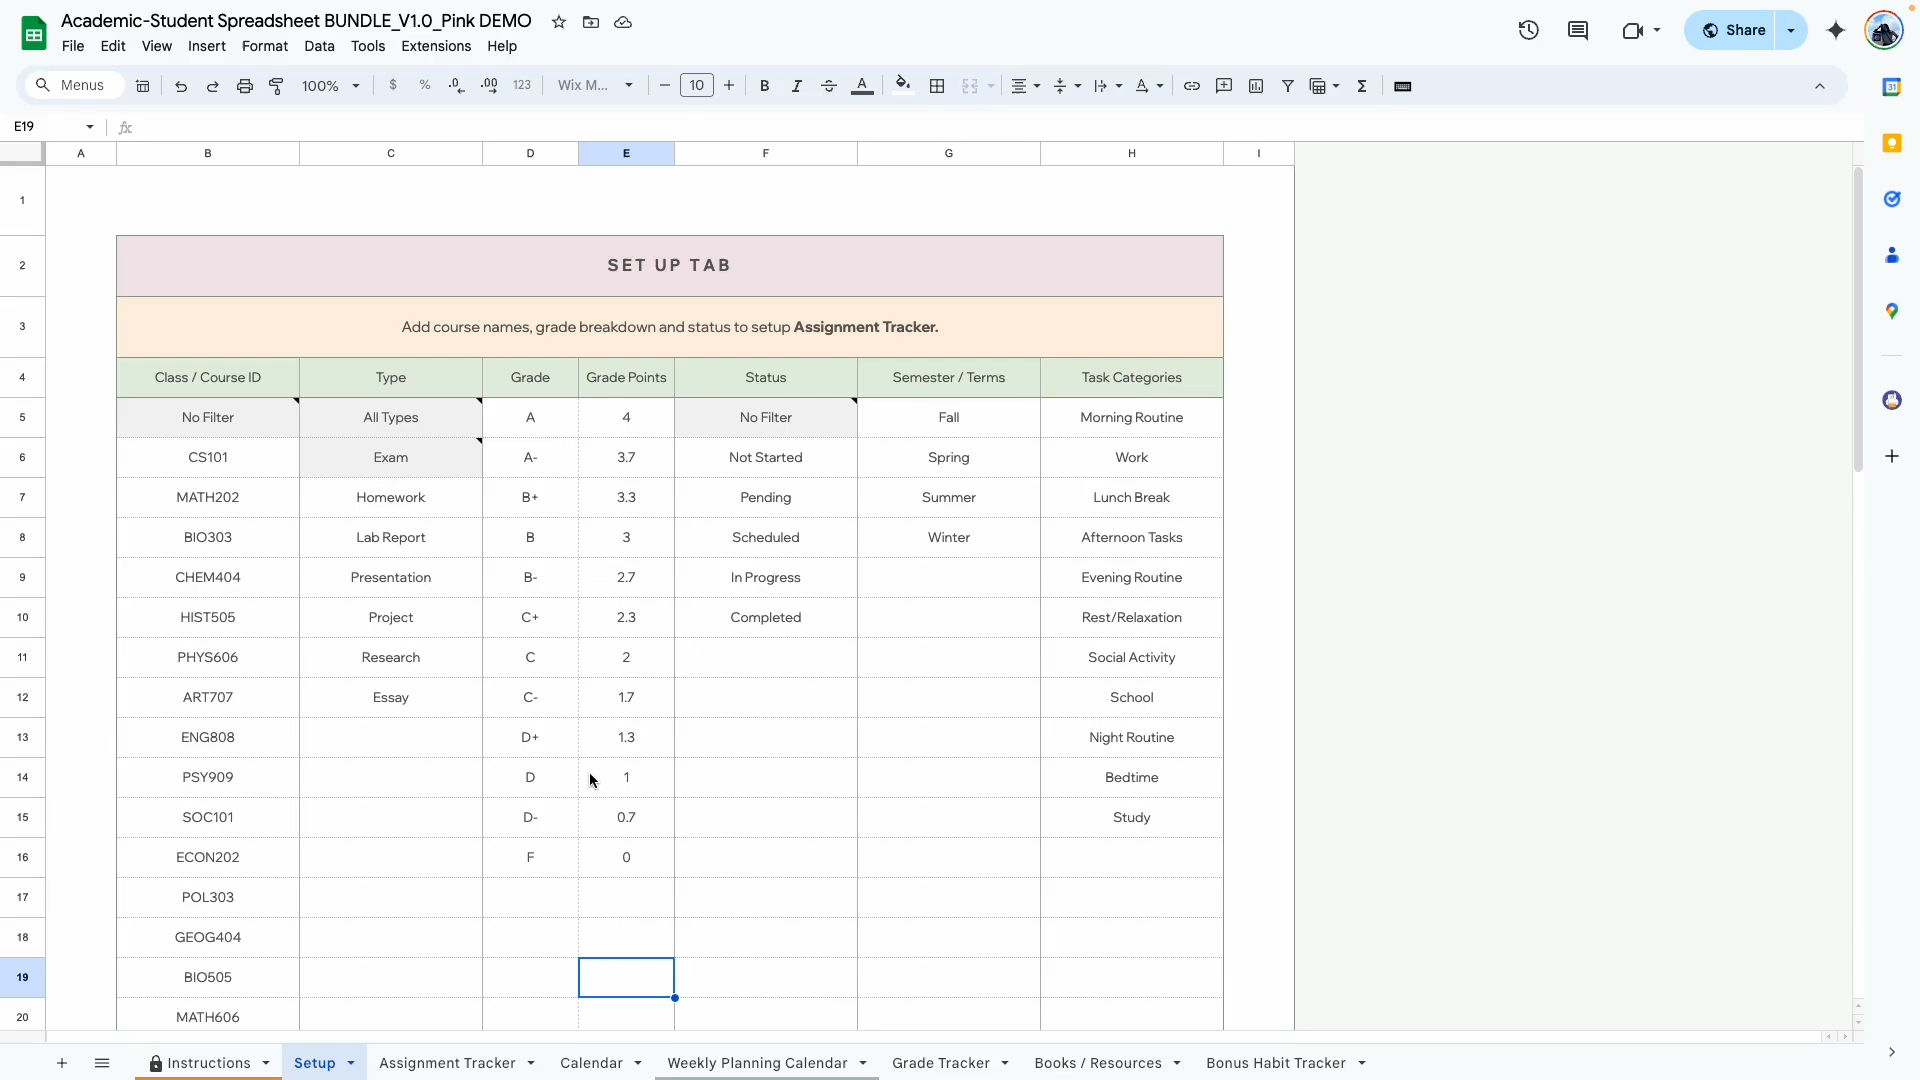 Academic-Student Spreadsheet BUNDLE_V1.0_Pink DEMO
File Edit View Insert Format Data Tools Extensions Help
Share
Menus 100% $ % .0 .00 123 Wix M... 10 B I A A Σ
31
E19 fx
A B C D E F G H I
1
2 SET UP TAB
3 Add course names, grade breakdown and status to setup Assignment Tracker.
4 Class / Course ID Type Grade Grade Points Status Semester / Terms Task Categories
5 No Filter All Types A 4 No Filter Fall Morning Routine
6 CS101 Exam A- 3.7 Not Started Spring Work
7 MATH202 Homework B+ 3.3 Pending Summer Lunch Break
8 BIO303 Lab Report B 3 Scheduled Winter Afternoon Tasks
9 CHEM404 Presentation B- 2.7 In Progress Evening Routine
10 HIST505 Project C+ 2.3 Completed Rest/Relaxation
11 PHYS606 Research C 2 Social Activity
12 ART707 Essay C- 1.7 School
13 ENG808 D+ 1.3 Night Routine
14 PSY909 D 1 Bedtime
15 SOC101 D- 0.7 Study
16 ECON202 F 0
17 POL303
18 GEOG404
19 BIO505
20 MATH606
Instructions Setup Assignment Tracker Calendar Weekly Planning Calendar Grade Tracker Books / Resources Bonus Habit Tracker